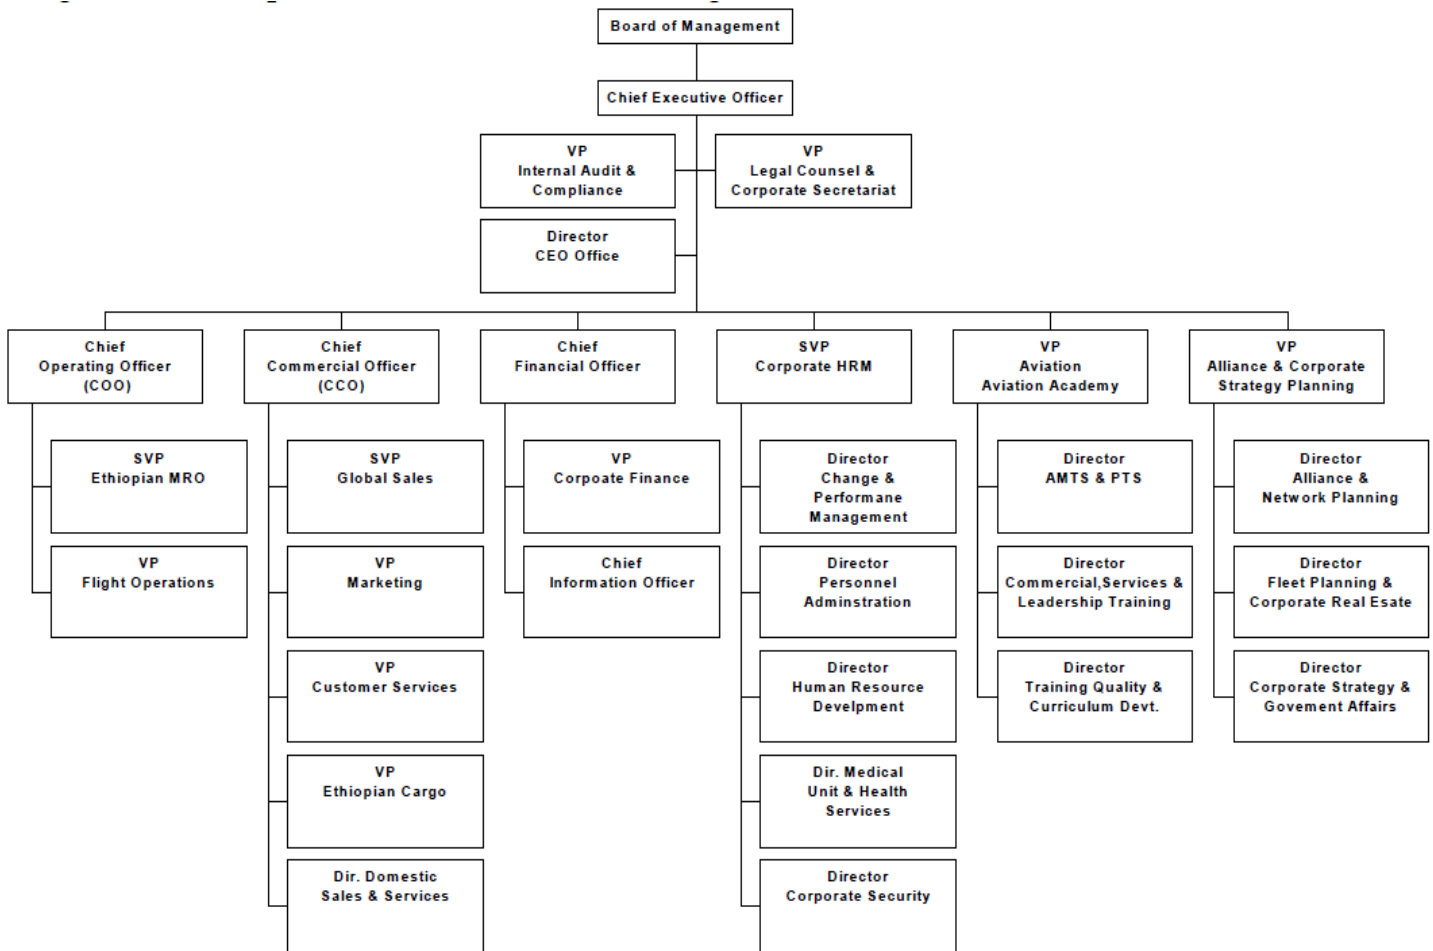 Board of Management
Chief Executive Officer
VP
Internal Audit &
Compliance
VP
Legal Counsel &
Corporate Secretariat
Director
CEO Office
Chief
Operating Officer
(COO)
Chief
Commercial Officer
(CCO)
Chief
Financial Officer
SVP
Corporate HRM
VP
Aviation
Aviation Academy
VP
Alliance & Corporate
Strategy Planning
SVP
Ethiopian MRO
VP
Flight Operations
SVP
Global Sales
VP
Marketing
VP
Customer Services
VP
Ethiopian Cargo
Dir. Domestic
Sales & Services
VP
Corpoate Finance
Chief
Information Officer
Director
Change &
Performane
Management
Director
Personnel
Adminstration
Director
Human Resource
Develpment
Dir. Medical
Unit & Health
Services
Director
Corporate Security
Director
AMTS & PTS
Director
Commercial,Services &
Leadership Training
Director
Training Quality &
Curriculum Devt.
Director
Alliance &
Network Planning
Director
Fleet Planning &
Corporate Real Esate
Director
Corporate Strategy &
Govement Affairs